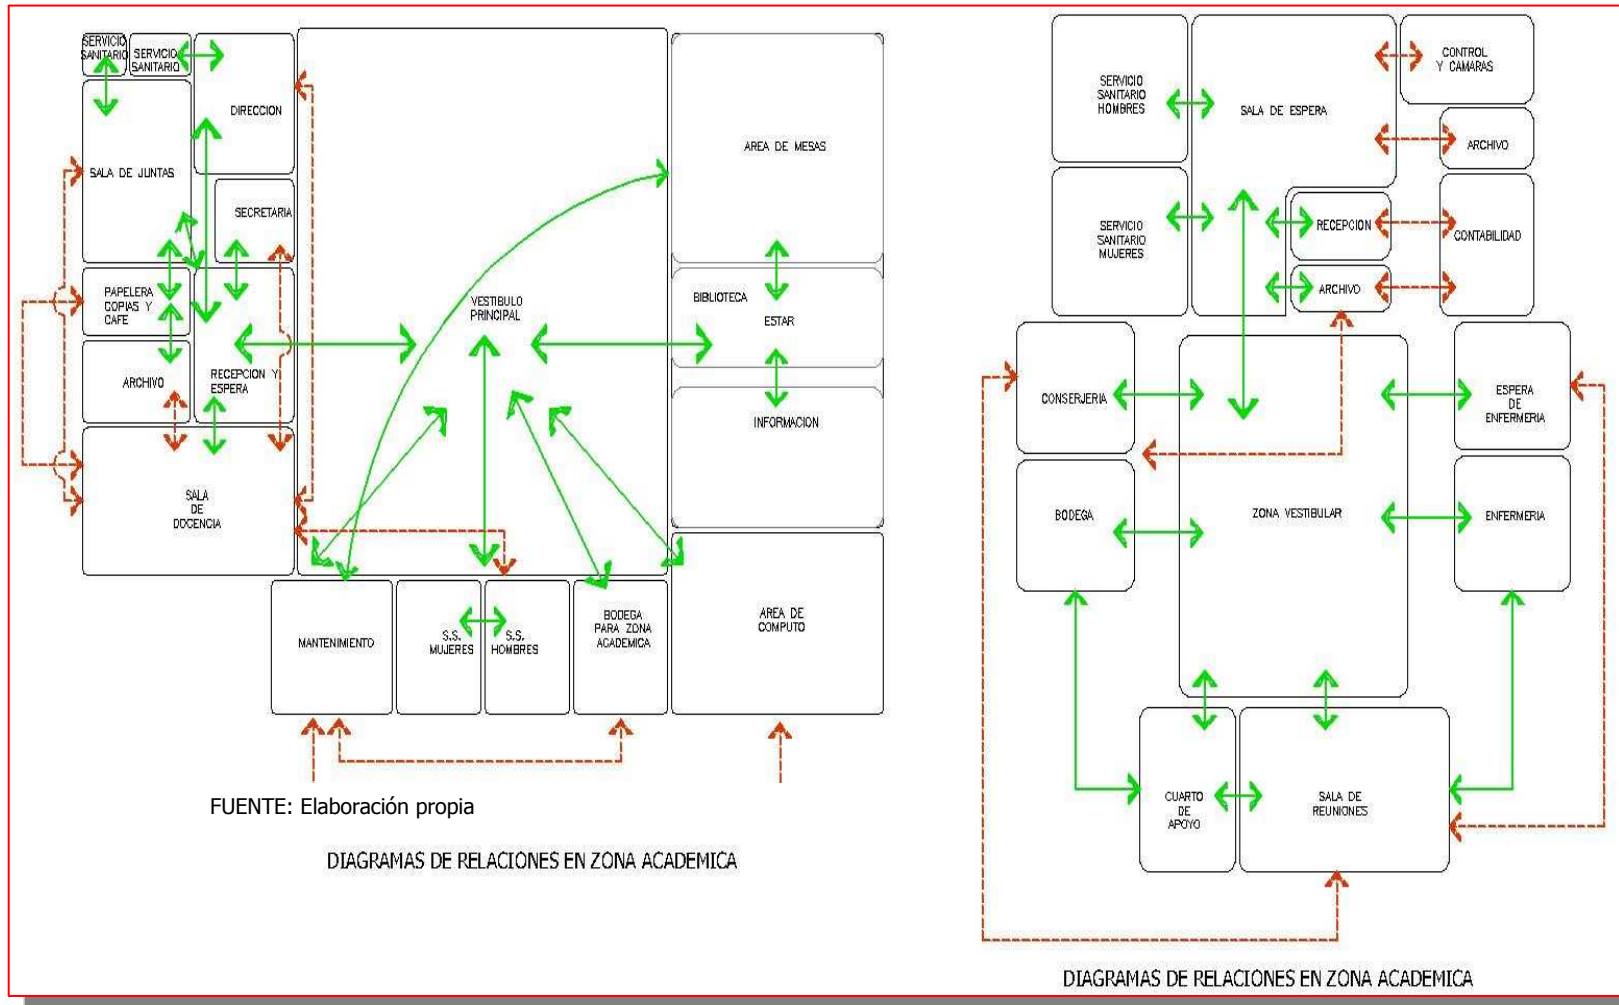 SERVICIO
SANITARIO
SERVICIO
SANITARIO
DIRECCION
SALA DE JUNTAS
SECRETARIA
PAPELERA
COPIAS Y
CAFE
ARCHIVO
RECEPCION Y
ESPERA
SALA
DE
DOCENCIA
VESTIBULO
PRINCIPAL
AREA DE MESAS
BIBLIOTECA
ESTAR
INFORMACION
MANTENIMIENTO
S.S.
MUJERES
S.S.
HOMBRES
BODEGA
PARA ZONA
ACADEMICA
AREA DE
COMPUTO
FUENTE: Elaboración propia
DIAGRAMAS DE RELACIONES EN ZONA ACADEMICA
SERVICIO
SANITARIO
HOMBRES
SALA DE ESPERA
CONTROL
Y CAMARAS
ARCHIVO
SERVICIO
SANITARIO
MUJERES
RECEPCION
CONTABILIDAD
ARCHIVO
CONSERJERIA
ESPERA
DE
ENFERMERIA
BODEGA
ZONA VESTIBULAR
ENFERMERIA
CUARTO
DE
APOYO
SALA DE
REUNIONES
DIAGRAMAS DE RELACIONES EN ZONA ACADEMICA